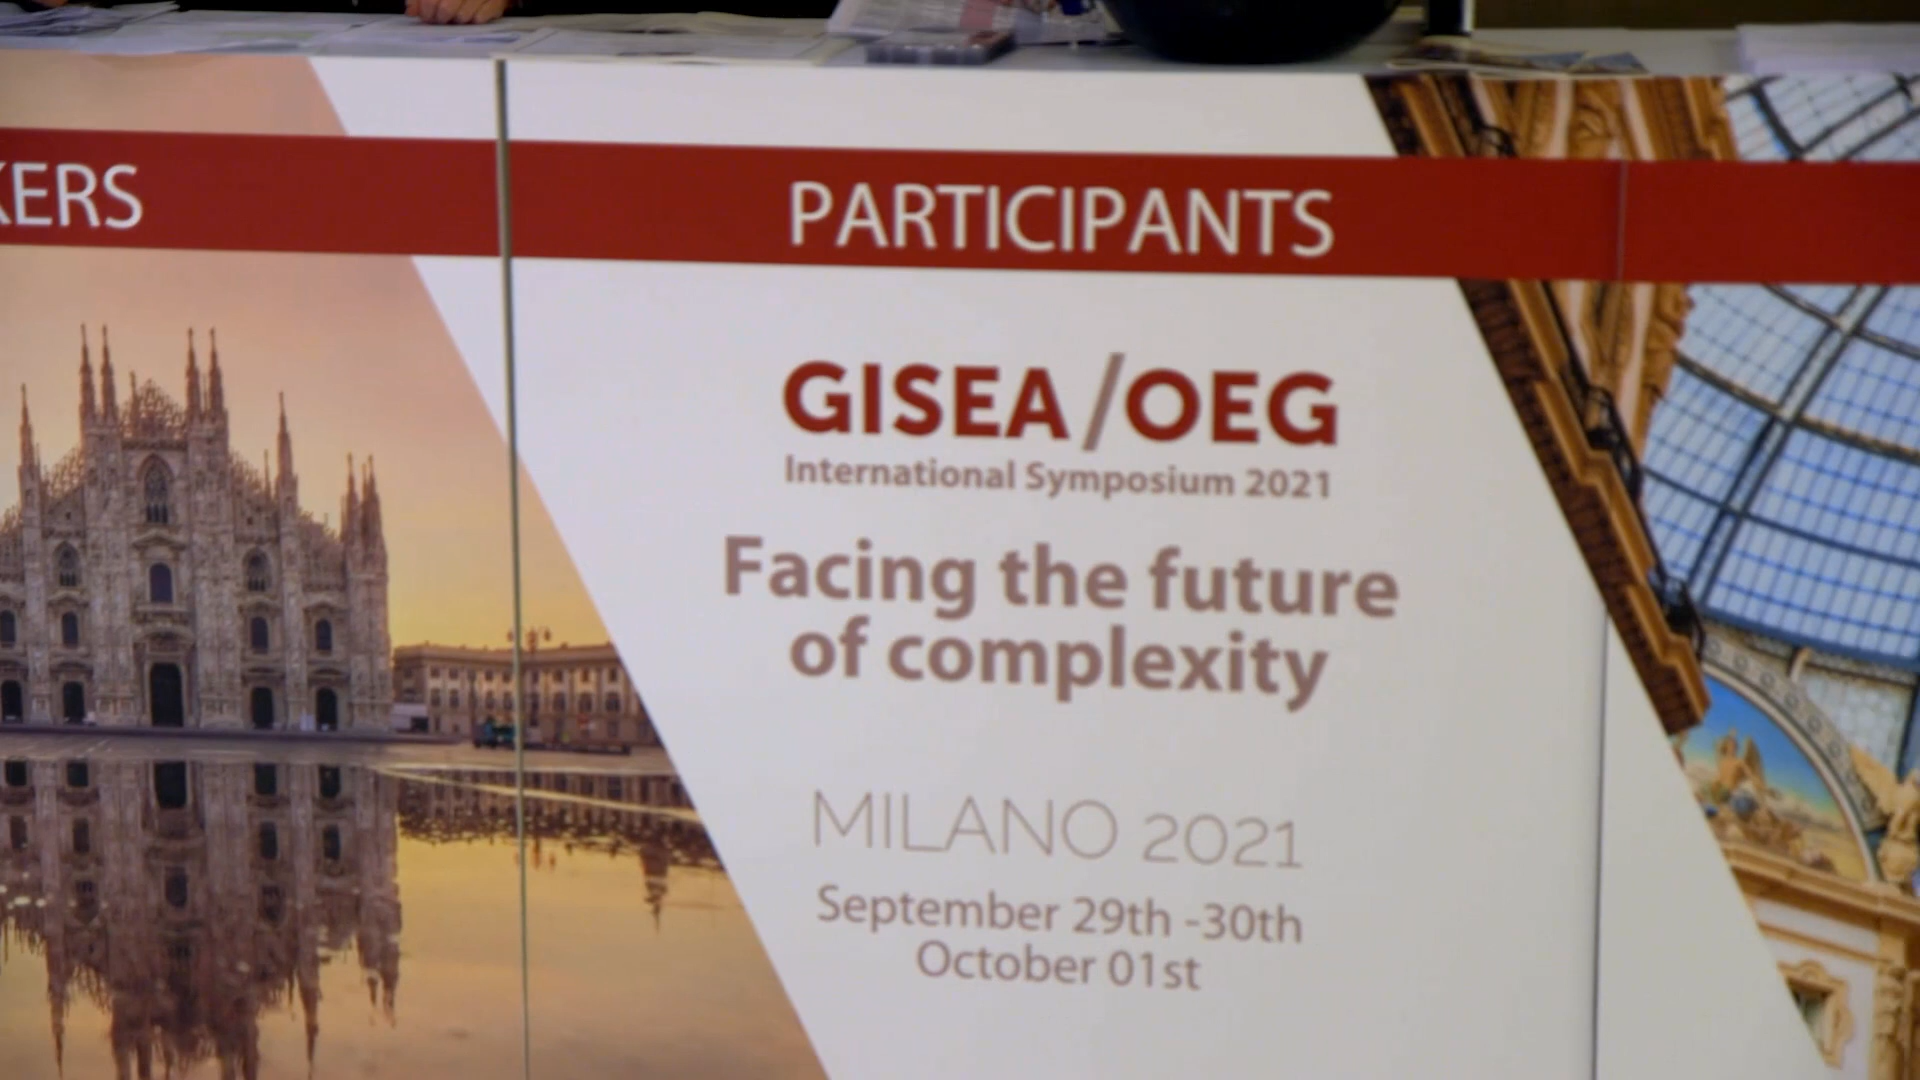 KERS
PARTICIPANTS
GISEA/OEG
International Symposium 2021
Facing the future
of complexity
MILANO 2021
September 29th -30th
October 01st